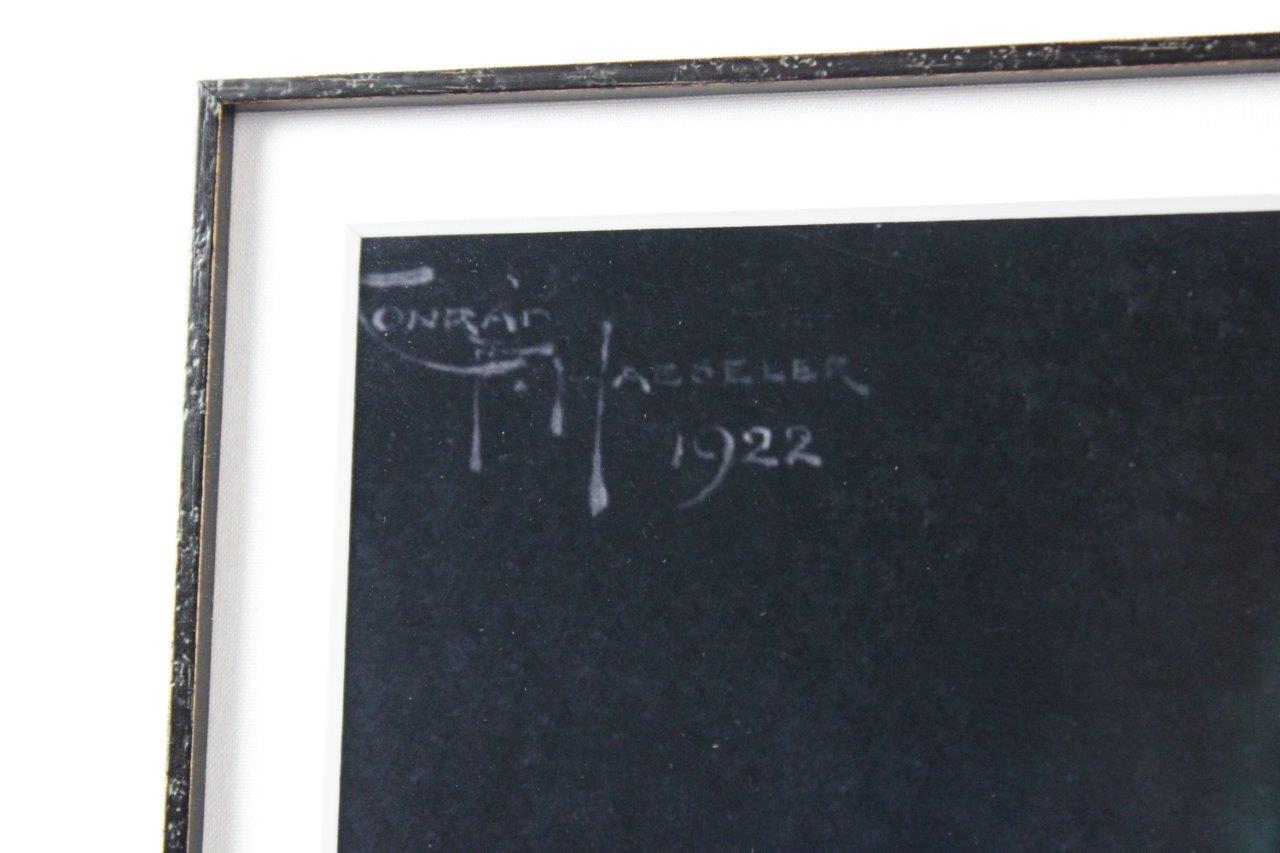 CONRAD
F. HAESELER
1922